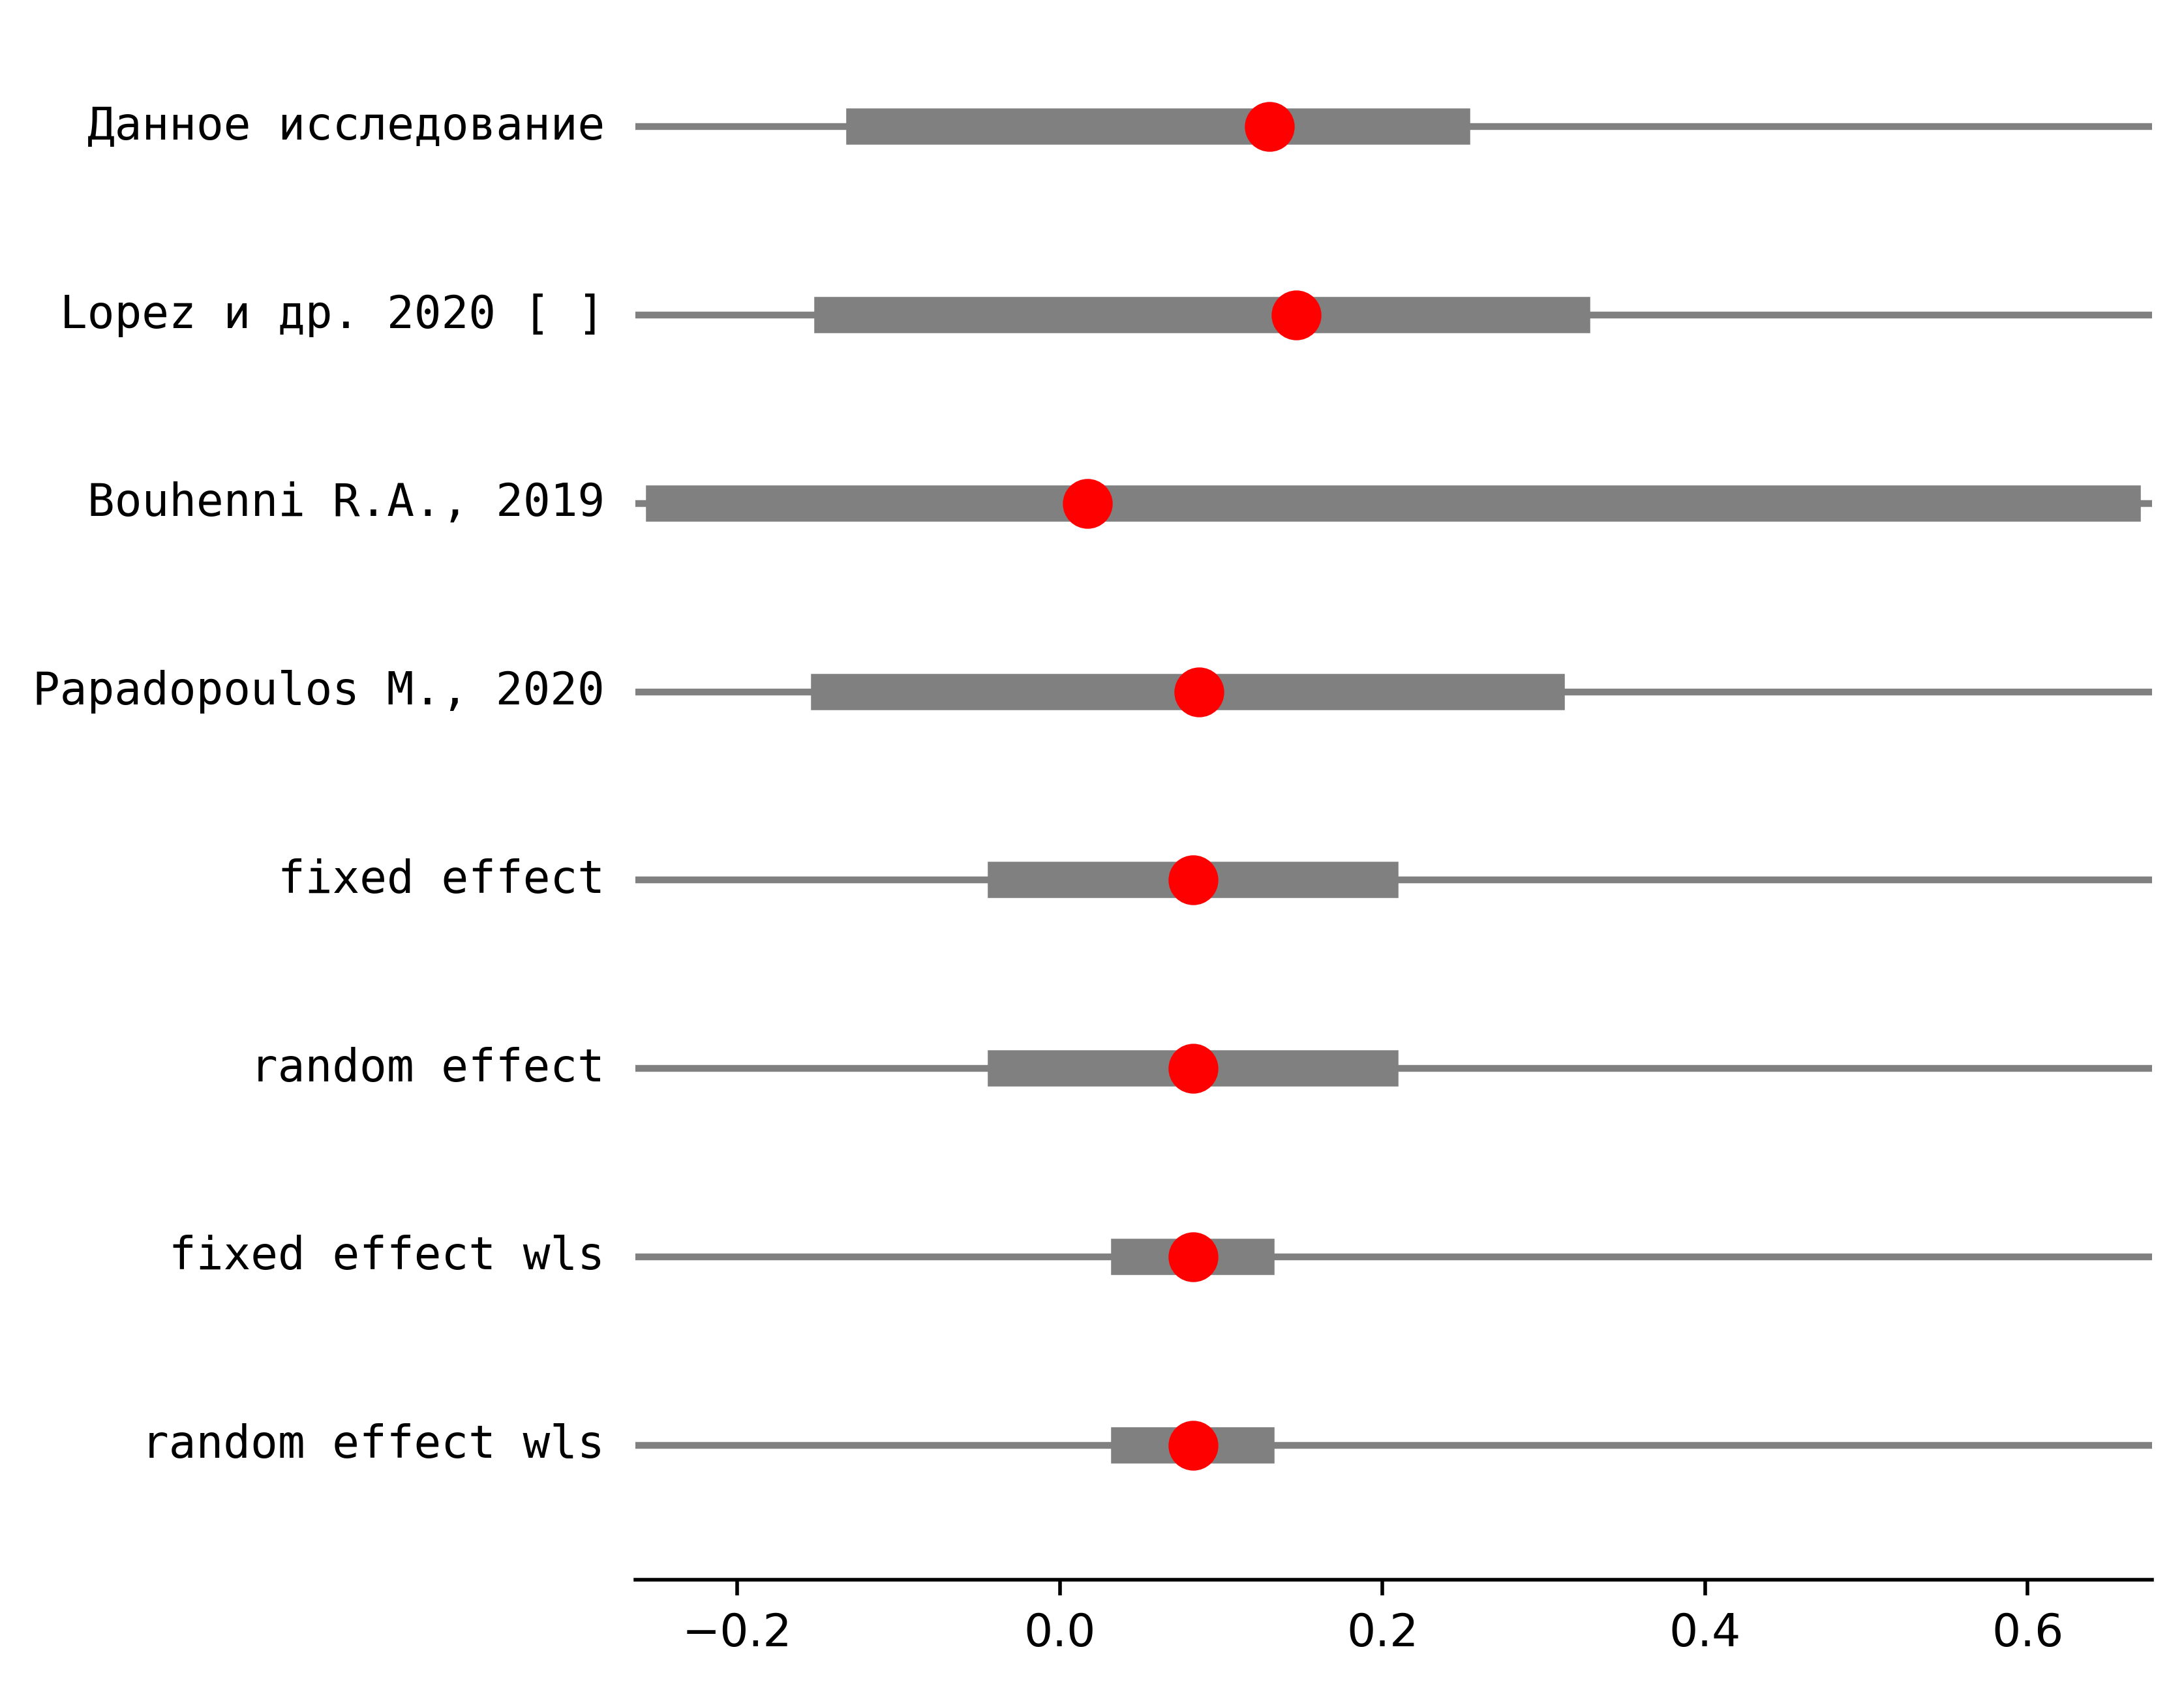 Данное исследование
Lopez и др. 2020 [ ]
Bouhenni R.A., 2019
Papadopoulos M., 2020
fixed effect
random effect
fixed effect wls
random effect wls
−0.2 0.0 0.2 0.4 0.6